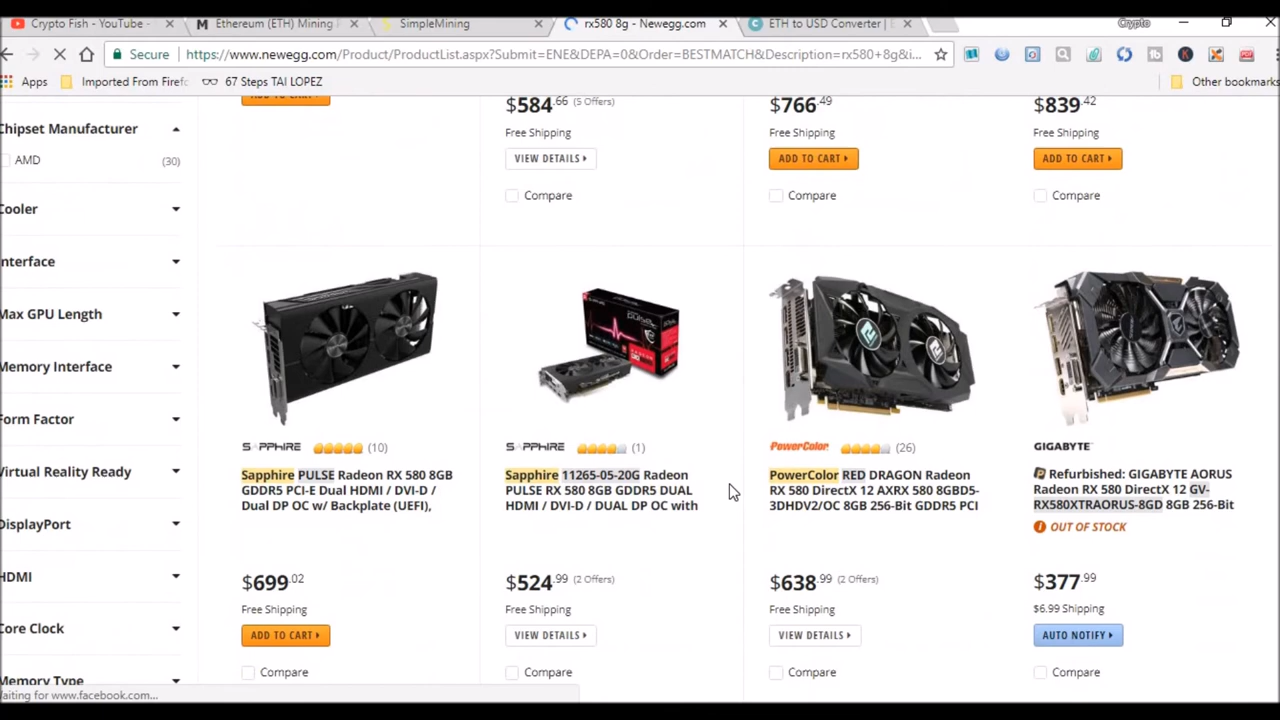 Crypto Fish - YouTube -
Ethereum (ETH) Mining
SimpleMining
rx580 8g - Newegg.com
ETH to USD Converter |
Crypto
Secure
https://www.newegg.com/Product/ProductList.aspx?Submit=ENE&DEPA=0&Order=BESTMATCH&Description=rx580+8g&i...
Apps
Imported From Firef
67 Steps TAI LOPEZ
Other bookmarks
Chipset Manufacturer
AMD (30)
Cooler
Interface
Max GPU Length
Memory Interface
Form Factor
Virtual Reality Ready
DisplayPort
HDMI
Core Clock
Memory Type
ADD TO CART
$584.66 (5 Offers)
Free Shipping
VIEW DETAILS
Compare
$766.49
Free Shipping
ADD TO CART
Compare
$839.42
Free Shipping
ADD TO CART
Compare
SAPPHIRE (10)
Sapphire PULSE Radeon RX 580 8GB
GDDR5 PCI-E Dual HDMI / DVI-D /
Dual DP OC w/ Backplate (UEFI),
$699.02
Free Shipping
ADD TO CART
Compare
SAPPHIRE (1)
Sapphire 11265-05-20G Radeon
PULSE RX 580 8GB GDDR5 DUAL
HDMI / DVI-D / DUAL DP OC with
$524.99 (2 Offers)
Free Shipping
VIEW DETAILS
Compare
PowerColor (26)
PowerColor RED DRAGON Radeon
RX 580 DirectX 12 AXRX 580 8GBD5-
3DHDV2/OC 8GB 256-Bit GDDR5 PCI
$638.99 (2 Offers)
Free Shipping
VIEW DETAILS
Compare
GIGABYTE
Refurbished: GIGABYTE AORUS
Radeon RX 580 DirectX 12 GV-
RX580XTRAORUS-8GD 8GB 256-Bit
OUT OF STOCK
$377.99
$6.99 Shipping
AUTO NOTIFY
Compare
aiting for www.facebook.com...